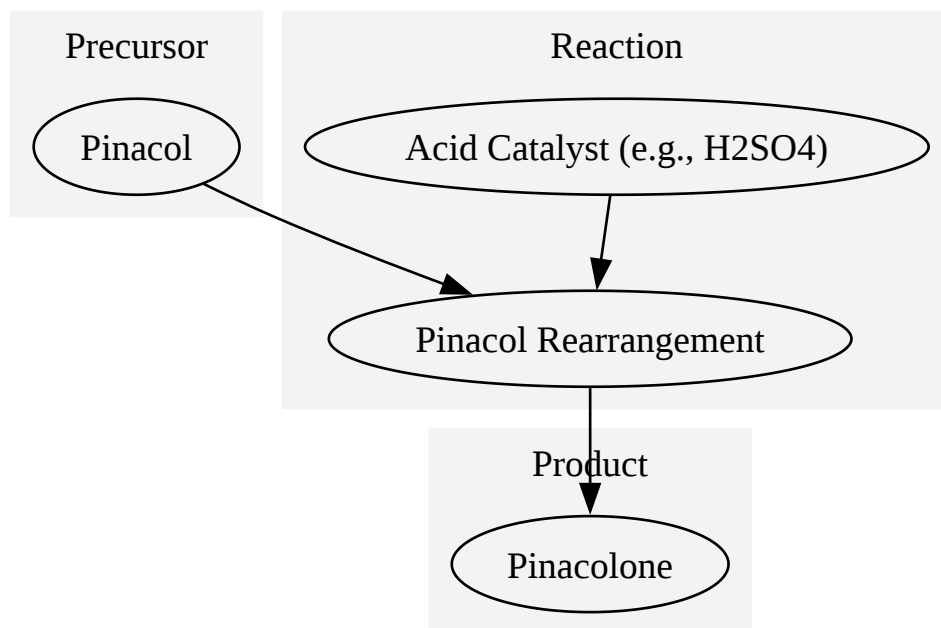 Precursor
Reaction
Pinacol
Acid Catalyst (e.g., H2SO4)
Pinacol Rearrangement
Product
Pinacolone